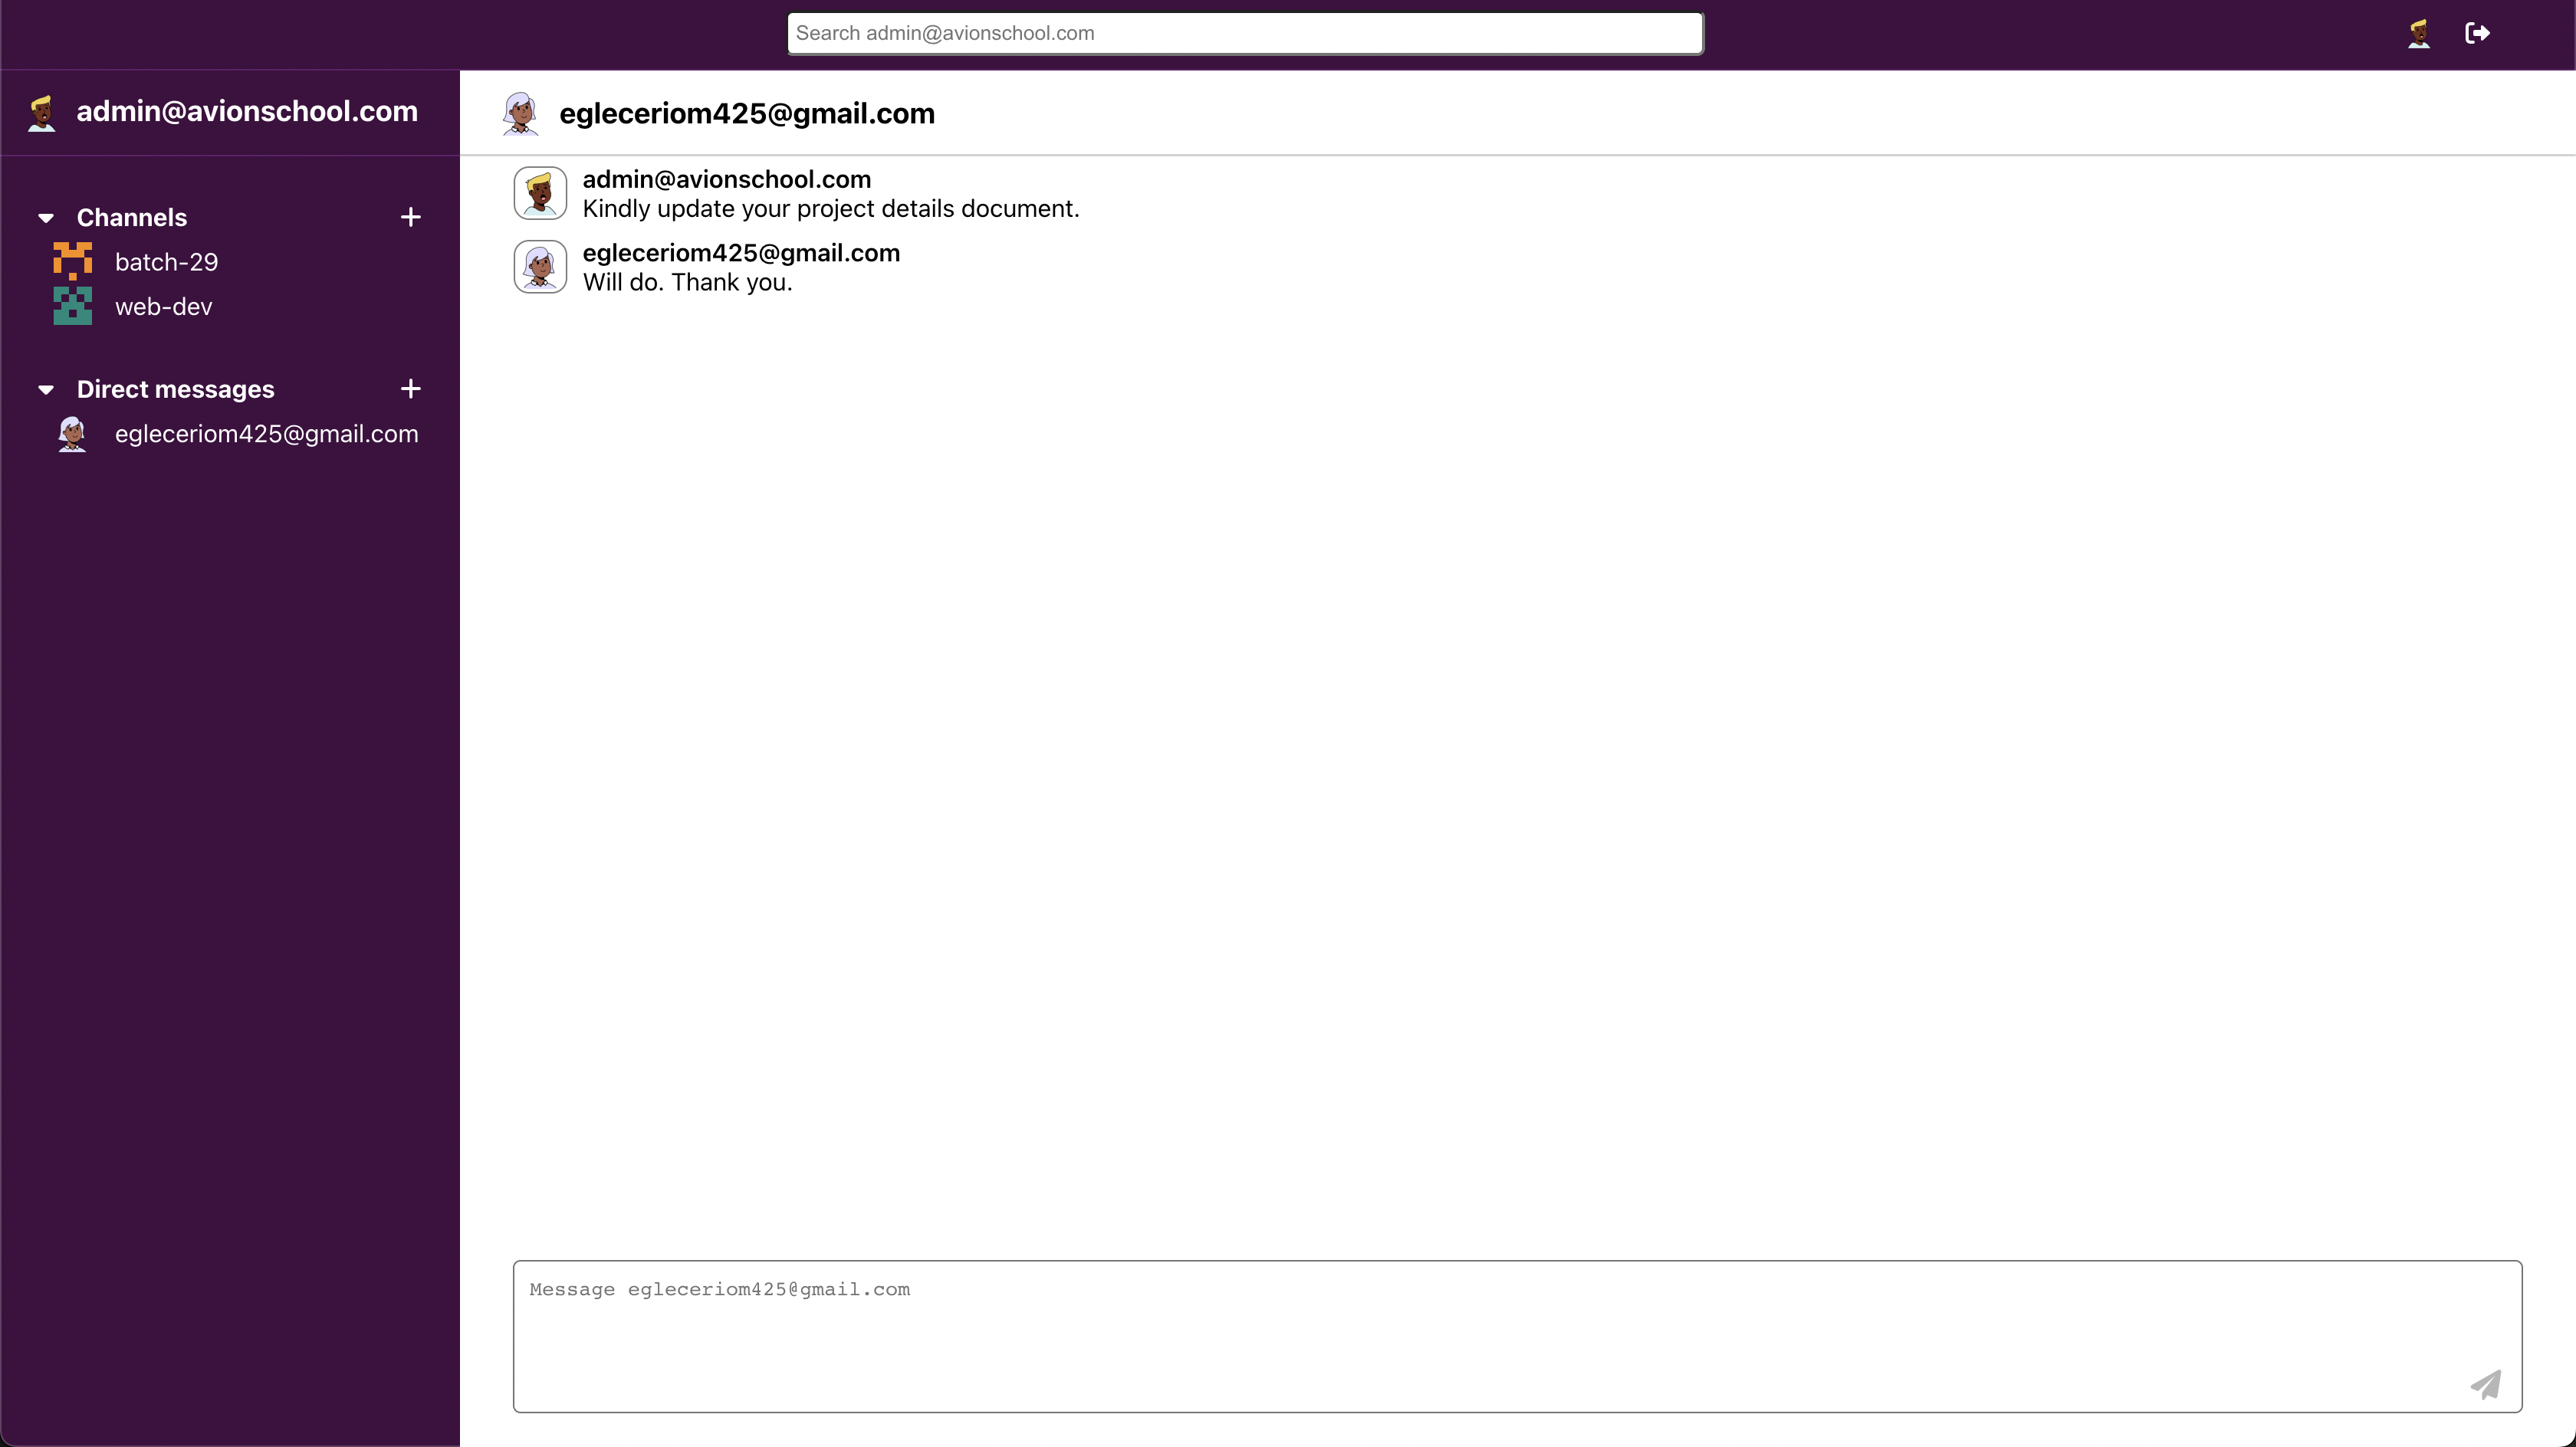 Search admin@avionschool.com
admin@avionschool.com
Channels
batch-29
web-dev
Direct messages
egleceriom425@gmail.com
egleceriom425@gmail.com
admin@avionschool.com
Kindly update your project details document.
egleceriom425@gmail.com
Will do. Thank you.
Message egleceriom425@gmail.com